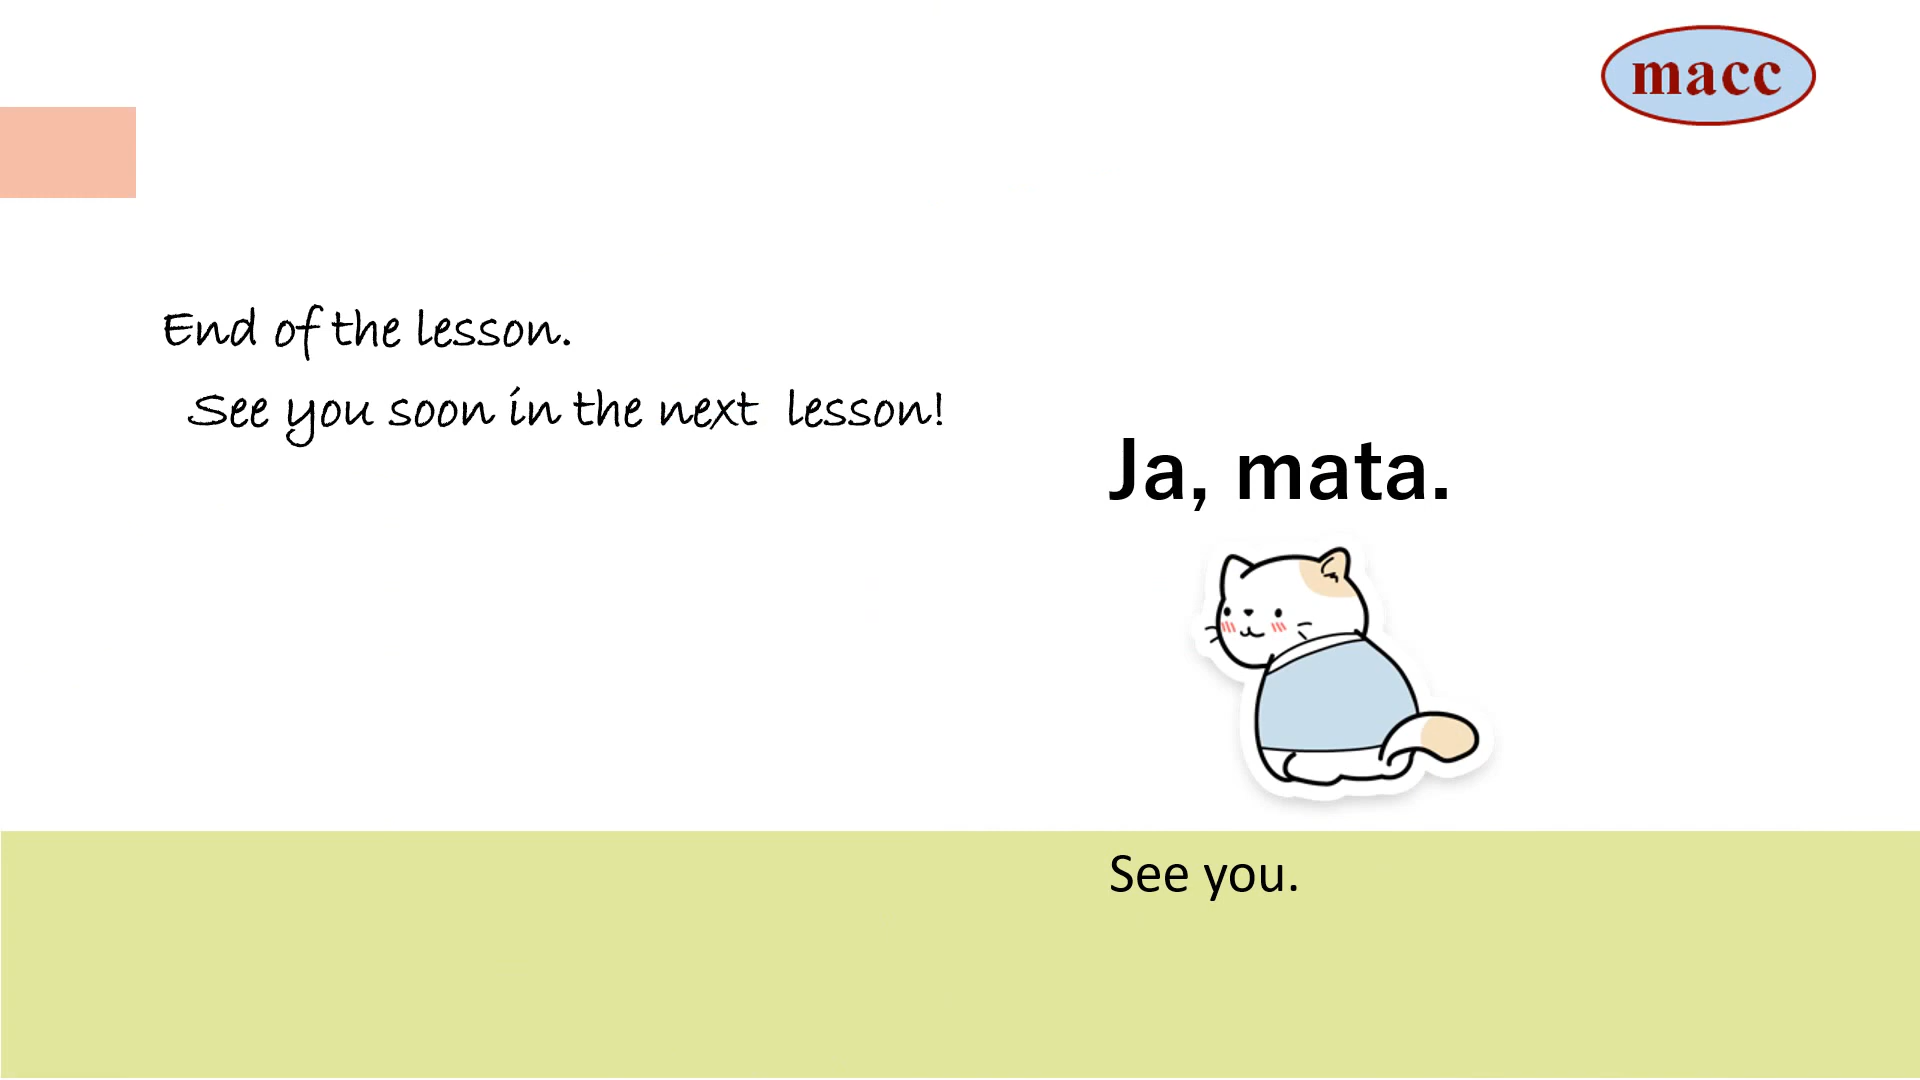 macc
End of the lesson.
See you soon in the next lesson!
Ja, mata.
See you.